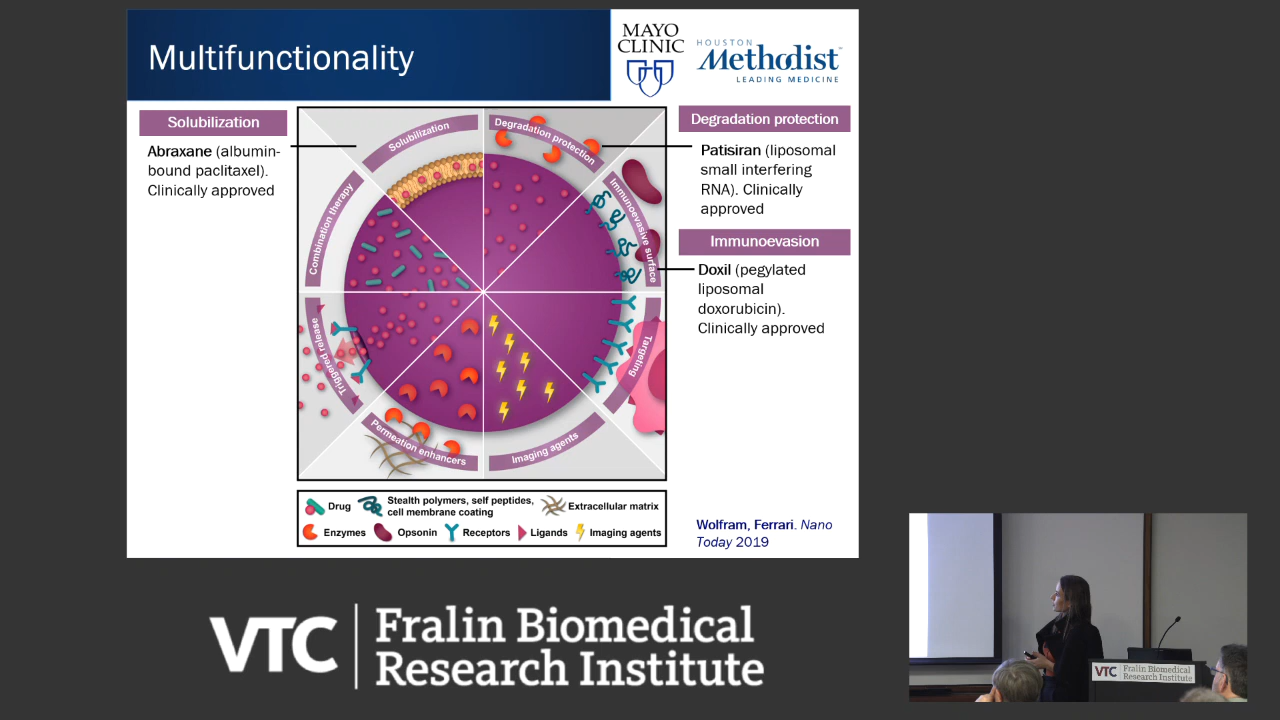 Multifunctionality
MAYO
CLINIC
HOUSTON
Methodist
LEADING MEDICINE
Solubilization
Abraxane (albumin-
bound paclitaxel).
Clinically approved
Solubilization
Degradation protection
Combination therapy
Immunoevasive surface
Triggered release
Targeting
Permeation enhancers
Imaging agents
Degradation protection
Patisiran (liposomal
small interfering
RNA). Clinically
approved
Immunoevasion
Doxil (pegylated
liposomal
doxorubicin).
Clinically approved
Drug
Stealth polymers, self peptides,
cell membrane coating
Extracellular matrix
Enzymes
Opsonin
Receptors
Ligands
Imaging agents
Wolfram, Ferrari. Nano
Today 2019
VTC
Fralin Biomedical
Research Institute
VTC
Fralin Biomedical
Research Institute